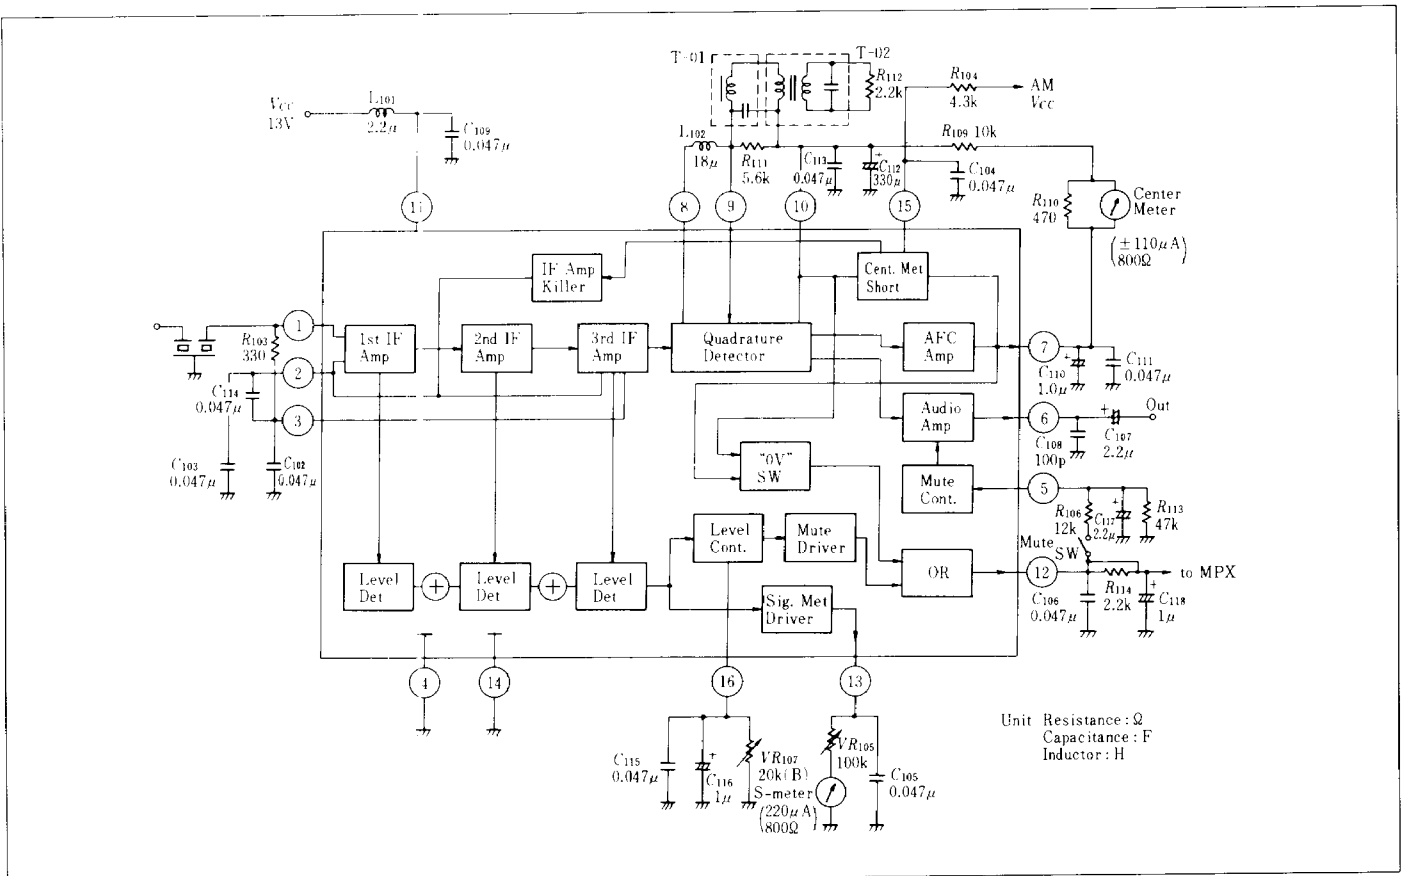 T-01
T-02
R112
2.2k
R104
4.3k
AM
Vcc
Vcc
13V
L101
2.2μ
C109
0.047μ
L102
18μ
R111
5.6k
C113
0.047μ
+
C112
330μ
R109 10k
C104
0.047μ
R110
470
Center
Meter
(±110μA)
800Ω
11
8
9
10
15
IF Amp
Killer
Cent. Met
Short
1
R103
330
2
C114
0.047μ
3
C103
0.047μ
C102
0.047μ
1st IF
Amp
2nd IF
Amp
3rd IF
Amp
Quadrature
Detector
AFC
Amp
7
+
C110
1.0μ
C111
0.047μ
Audio
Amp
6
C108
100p
+
C107
2.2μ
Out
"0V"
SW
Mute
Cont.
5
R106
12k
+
C117
2.2μ
R113
47k
Mute
SW
Level
Cont.
Mute
Driver
OR
12
C106
0.047μ
R114
2.2k
+
C118
1μ
to MPX
Level
Det
+
Level
Det
+
Level
Det
Sig. Met
Driver
4
14
16
13
C115
0.047μ
+
C116
1μ
VR107
20k(B)
S-meter
(220μA)
800Ω
VR105
100k
C105
0.047μ
Unit Resistance: Ω
Capacitance: F
Inductor: H